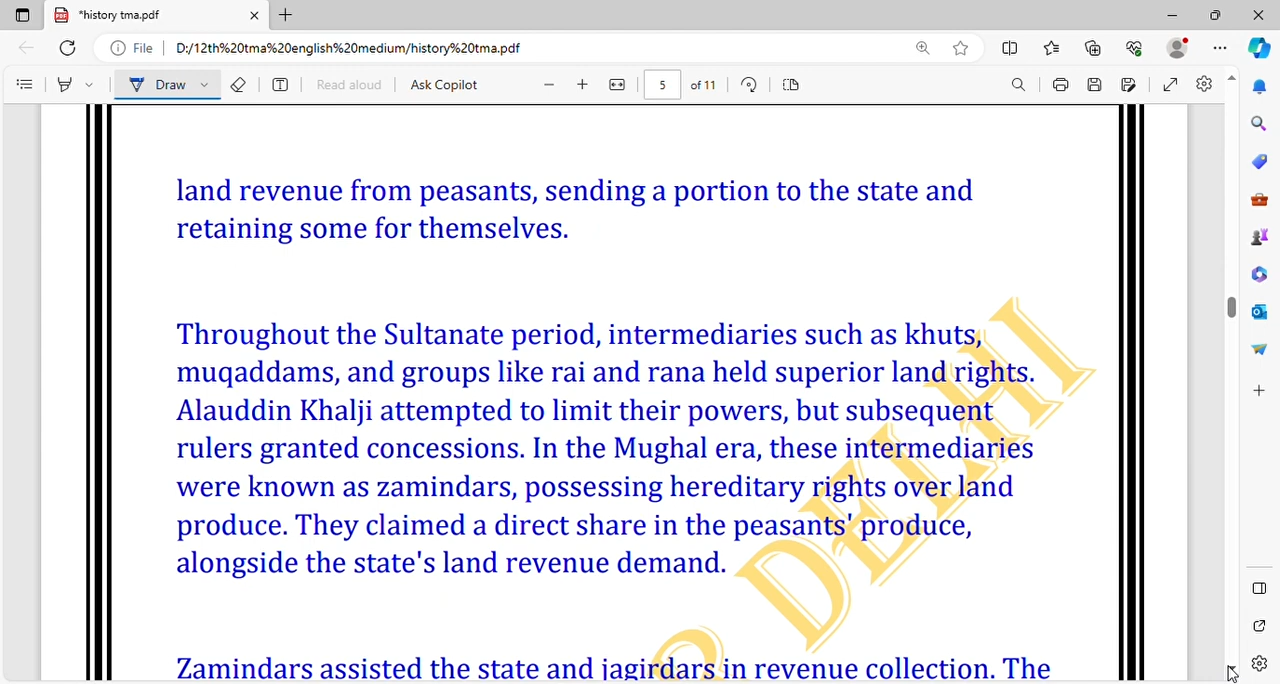 *history tma.pdf
File
D:/12th%20tma%20english%20medium/history%20tma.pdf
Draw
Read aloud
Ask Copilot
5 of 11
land revenue from peasants, sending a portion to the state and
retaining some for themselves.
Throughout the Sultanate period, intermediaries such as khuts,
muqaddams, and groups like rai and rana held superior land rights.
Alauddin Khalji attempted to limit their powers, but subsequent
rulers granted concessions. In the Mughal era, these intermediaries
were known as zamindars, possessing hereditary rights over land
produce. They claimed a direct share in the peasants' produce,
alongside the state's land revenue demand.
Zamindars assisted the state and jagirdars in revenue collection. The
DELHI